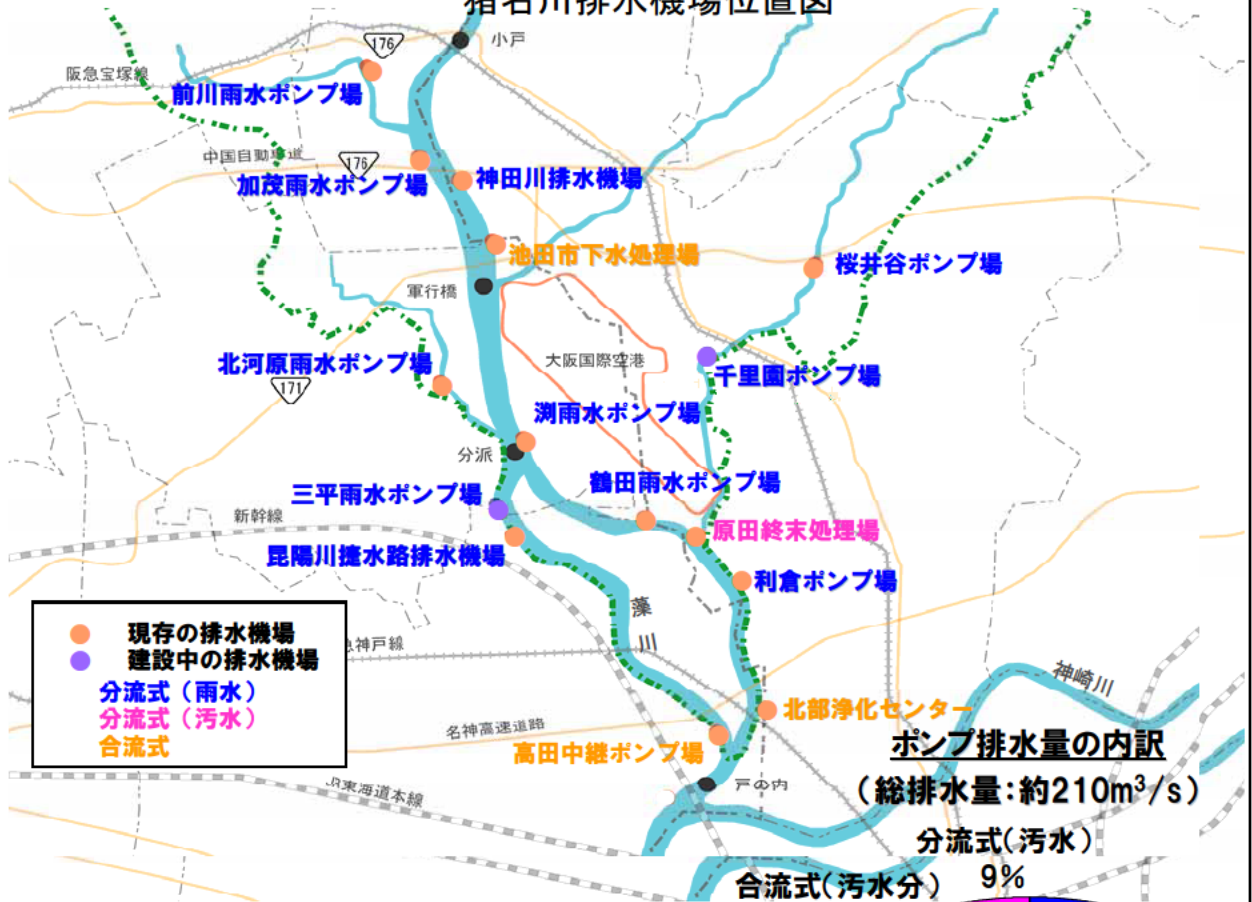 猪名川排水機場位置図
176
小戸
阪急宝塚線
前川雨水ポンプ場
中国自動車道
176
加茂雨水ポンプ場
神田川排水機場
池田市下水処理場
桜井谷ポンプ場
軍行橋
大阪国際空港
北河原雨水ポンプ場
171
千里園ポンプ場
渕雨水ポンプ場
分派
鶴田雨水ポンプ場
三平雨水ポンプ場
新幹線
原田終末処理場
昆陽川捷水路排水機場
利倉ポンプ場
藻川
現存の排水機場
建設中の排水機場
分流式（雨水）
分流式（汚水）
合流式
急神戸線
神崎川
北部浄化センター
名神高速道路
高田中継ポンプ場
戸の内
JR東海道本線
ポンプ排水量の内訳
（総排水量：約210m³/s）
分流式（汚水）
9%
合流式（汚水分）